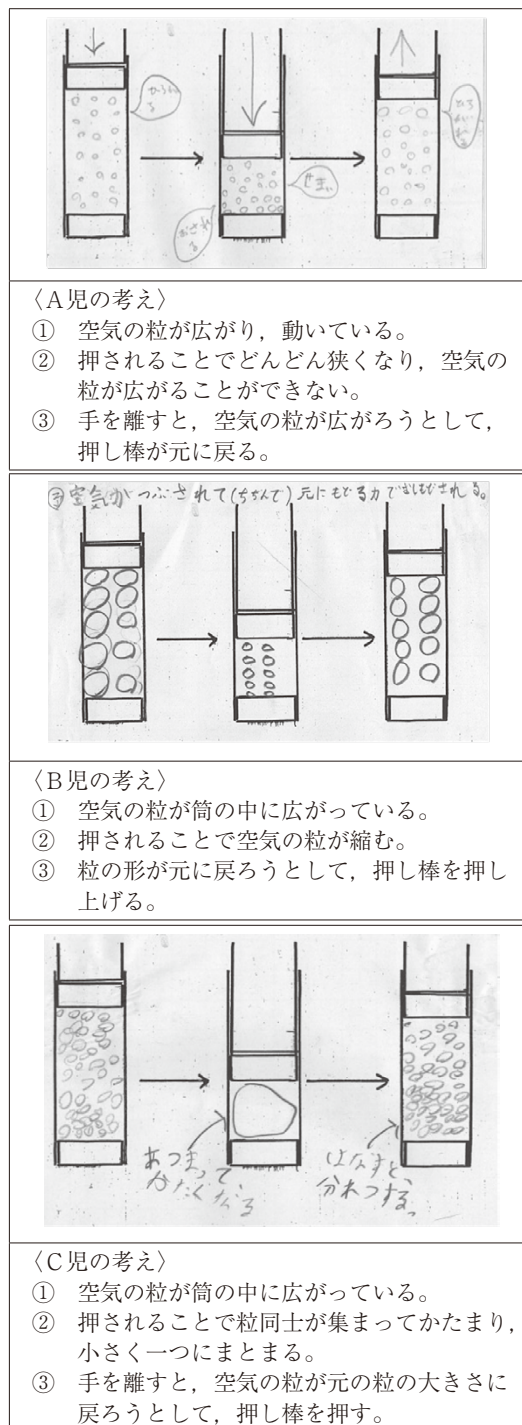 ひろがる
せまい
おされる
〈A児の考え〉
① 空気の粒が広がり，動いている。
② 押されることでどんどん狭くなり，空気の
粒が広がることができない。
③ 手を離すと，空気の粒が広がろうとして，
押し棒が元に戻る。
空気がつぶされて(ちぢんで)元にもどる力で
〈B児の考え〉
① 空気の粒が筒の中に広がっている。
② 押されることで空気の粒が縮む。
③ 粒の形が元に戻ろうとして，押し棒を押し
上げる。
あつまって
かたくなる
はなすと、
分れつする。
〈C児の考え〉
① 空気の粒が筒の中に広がっている。
② 押されることで粒同士が集まってかたまり，
小さく一つにまとまる。
③ 手を離すと，空気の粒が元の粒の大きさに
戻ろうとして，押し棒を押す。